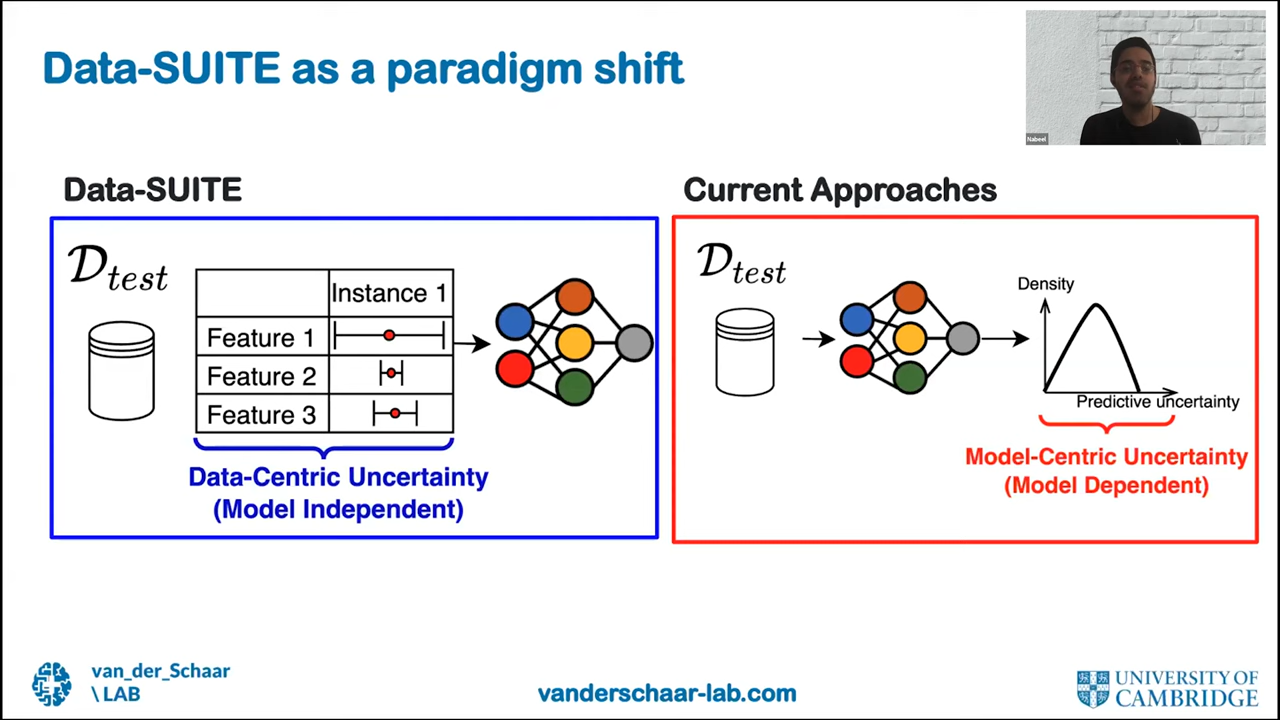 Data-SUITE as a paradigm shift
Nabeel
Data-SUITE
Current Approaches
𝒟test
Instance 1
Feature 1
Feature 2
Feature 3
Data-Centric Uncertainty
(Model Independent)
𝒟test
Density
Predictive uncertainty
Model-Centric Uncertainty
(Model Dependent)
van_der_Schaar
\ LAB
vanderschaar-lab.com
UNIVERSITY OF
CAMBRIDGE